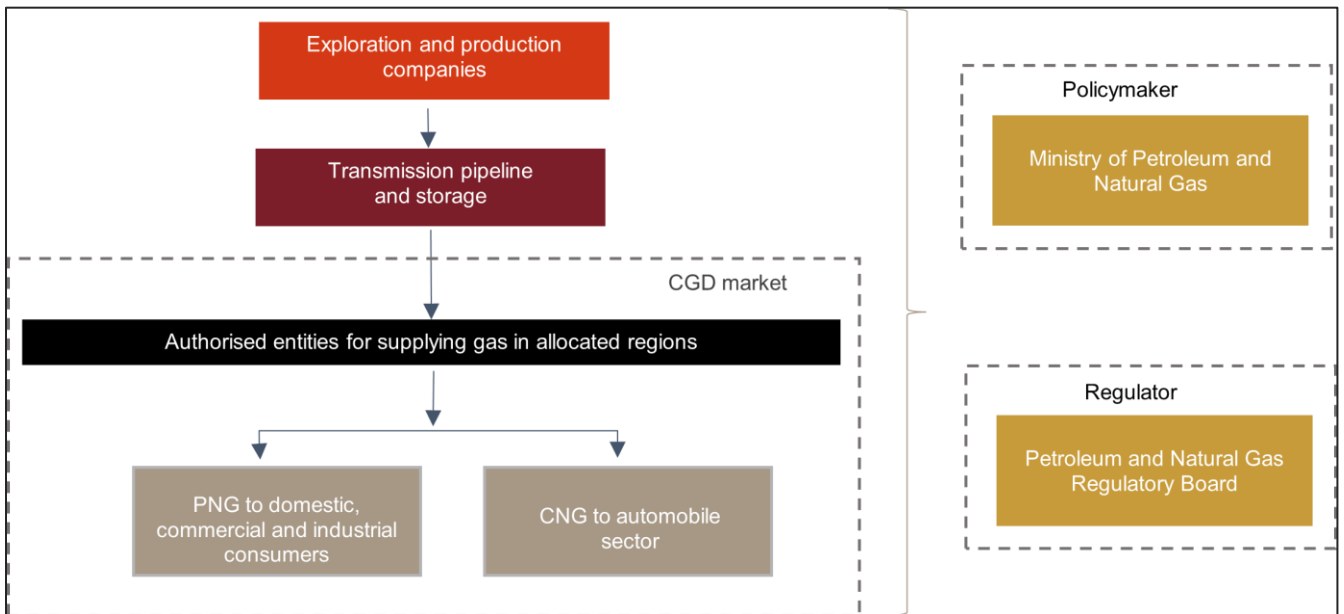 Exploration and production
companies
Transmission pipeline
and storage
CGD market
Authorised entities for supplying gas in allocated regions
PNG to domestic,
commercial and industrial
consumers
CNG to automobile
sector
Policymaker
Ministry of Petroleum and
Natural Gas
Regulator
Petroleum and Natural Gas
Regulatory Board